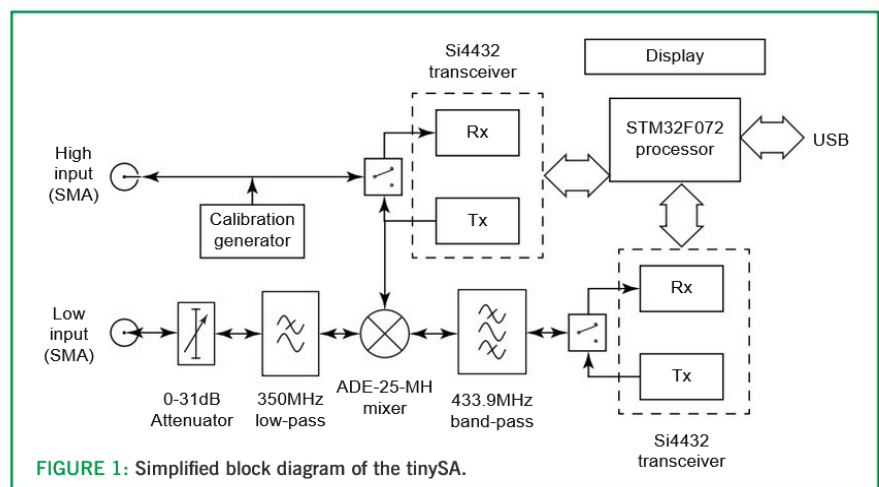 Si4432
transceiver
Display
Rx
STM32F072
processor
USB
High
input
(SMA)
Calibration
generator
Tx
Low
input
(SMA)
Rx
Tx
0-31dB
Attenuator
350MHz
low-pass
ADE-25-MH
mixer
433.9MHz
band-pass
Si4432
transceiver
FIGURE 1: Simplified block diagram of the tinySA.